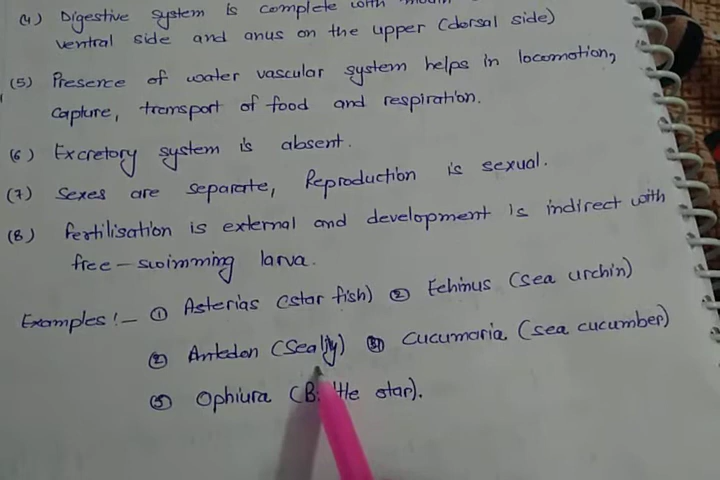 (4) Digestive system is complete with
ventral side and anus on the upper (dorsal side)
(5) Presence of water vascular system helps in locomotion,
capture, transport of food and respiration.
(6) Excretory system is absent.
(7) Sexes are separate, Reproduction is sexual.
(8) Fertilisation is external and development is indirect with
free-swimming larva.
Examples :- ① Asterias (star fish) ② Echinus (sea urchin)
Antedon (Sea lily) Cucumaria (sea cucumber)
⑤ Ophiura (Brittle star).